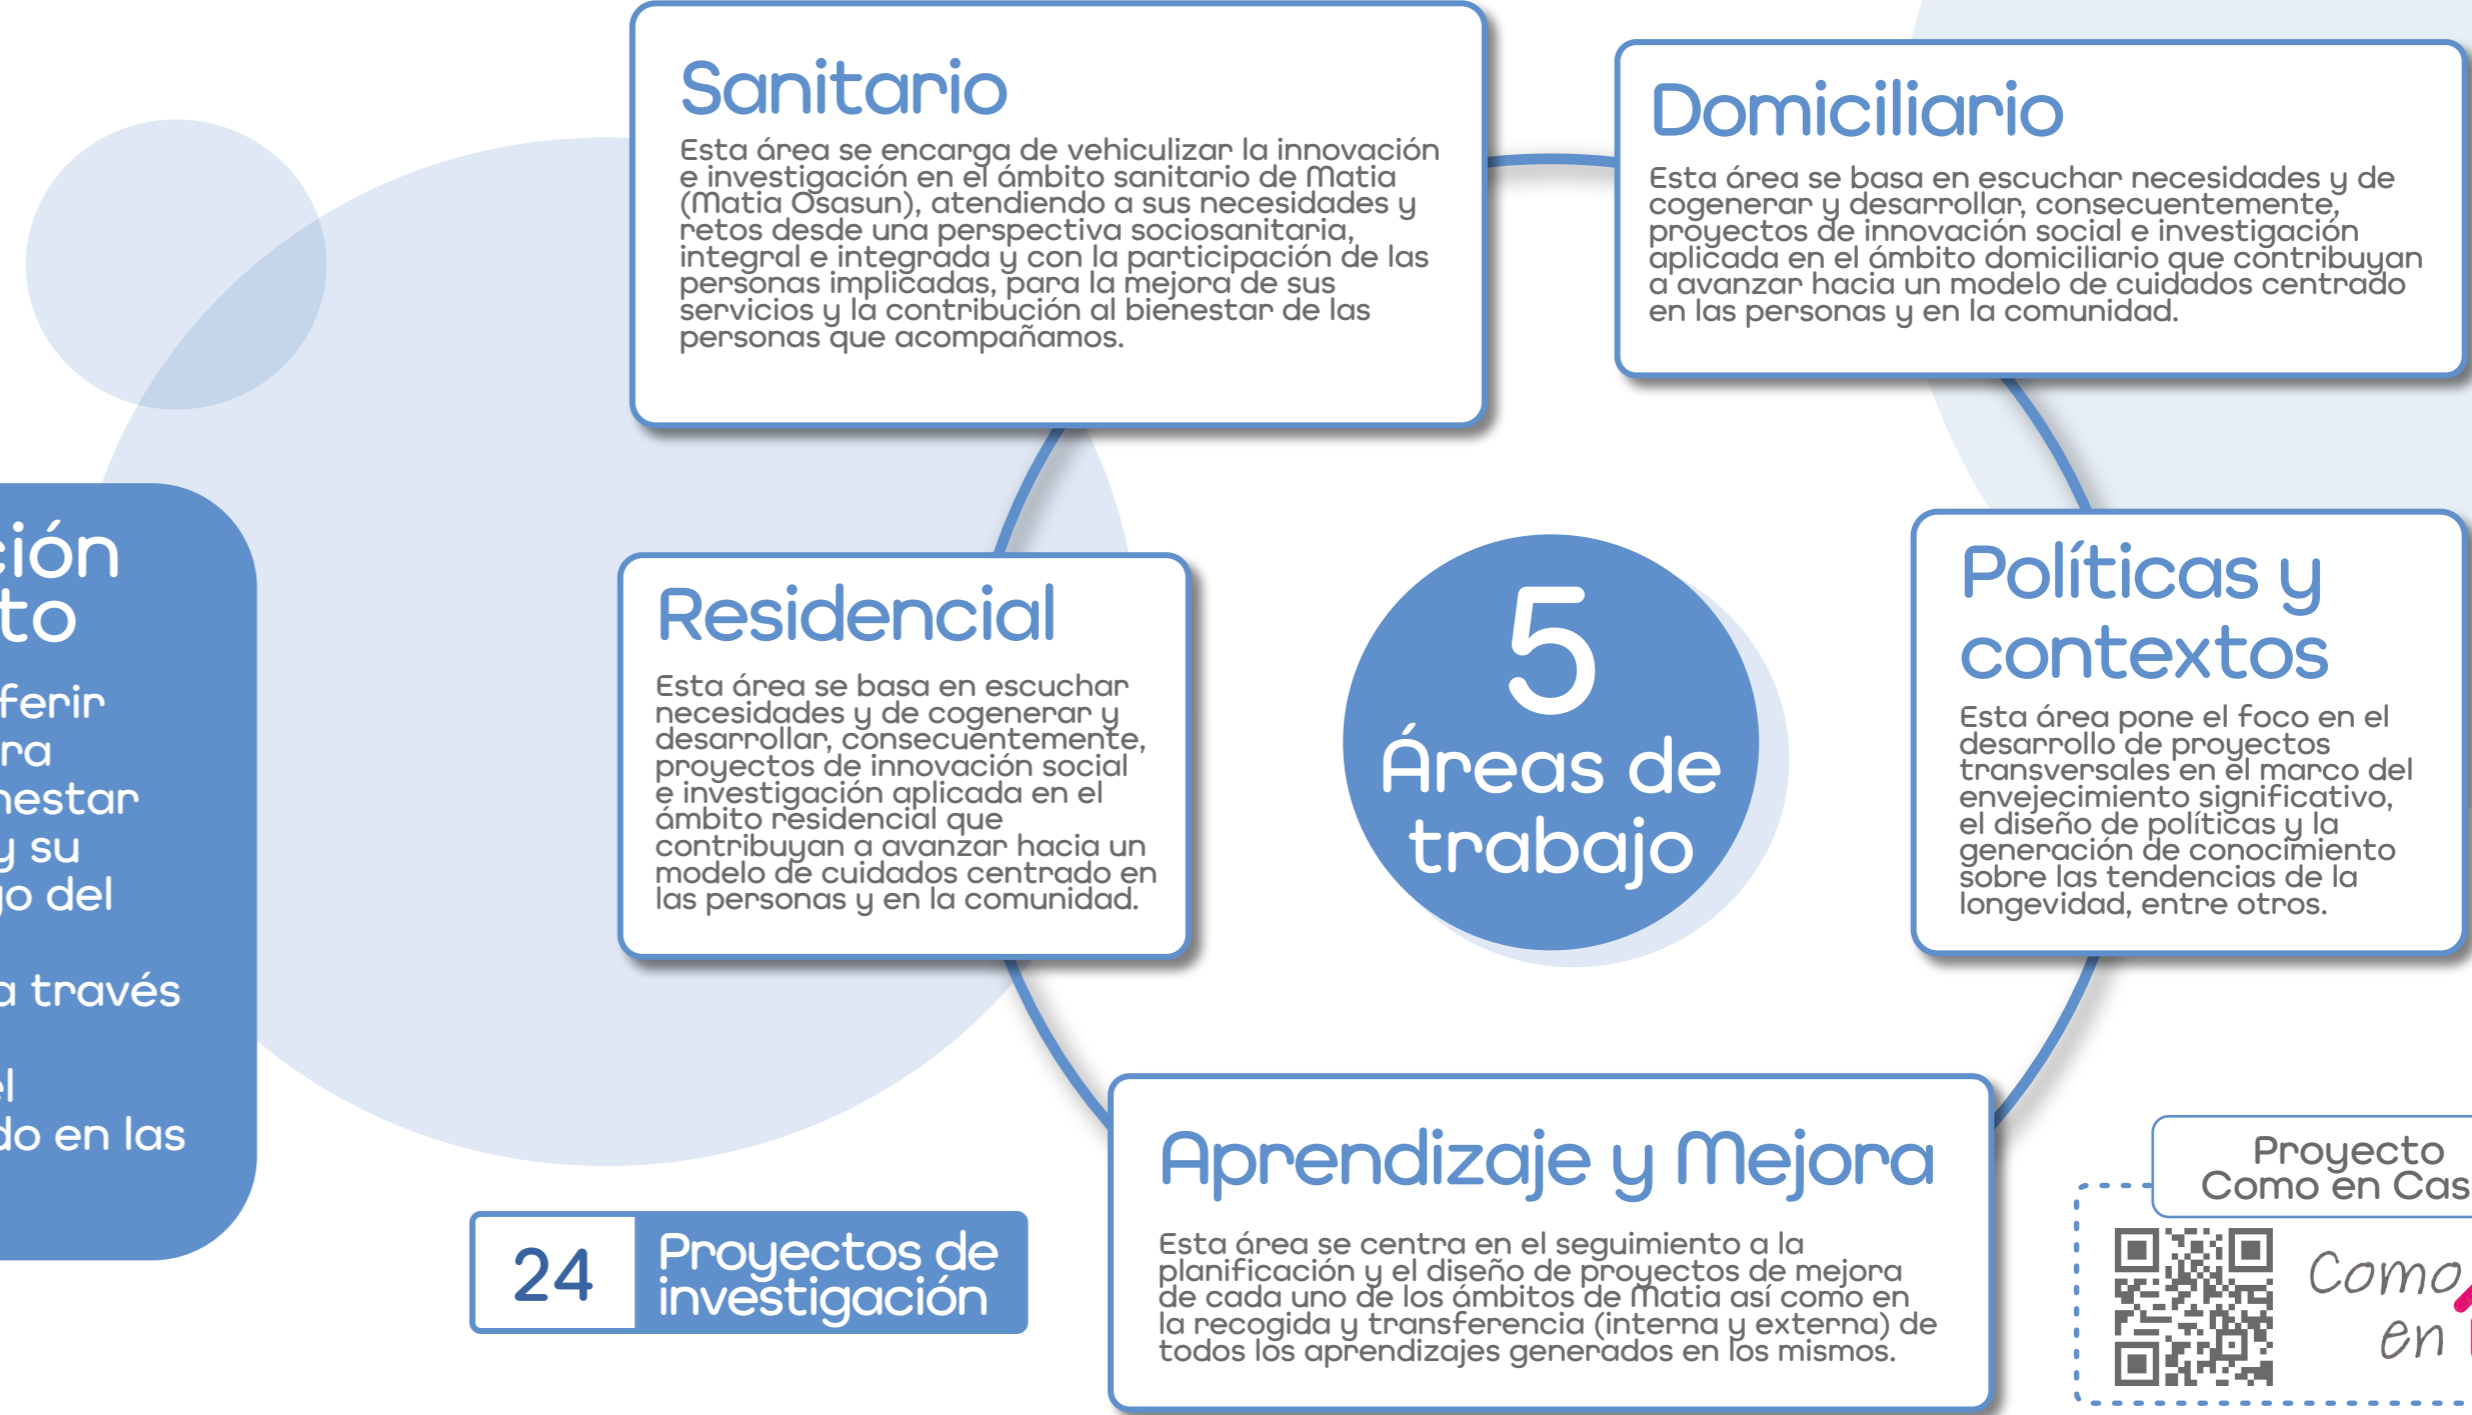 Sanitario
Esta área se encarga de vehiculizar la innovación
e investigación en el ámbito sanitario de Matia
(Matia Osasun), atendiendo a sus necesidades y
retos desde una perspectiva sociosanitaria,
integral e integrada y con la participación de las
personas implicadas, para la mejora de sus
servicios y la contribución al bienestar de las
personas que acompañamos.
Domiciliario
Esta área se basa en escuchar necesidades y de
cogenerar y desarrollar, consecuentemente,
proyectos de innovación social e investigación
aplicada en el ámbito domiciliario que contribuyan
a avanzar hacia un modelo de cuidados centrado
en las personas y en la comunidad.
y su
del
a través
en las
Residencial
Esta área se basa en escuchar
necesidades y de cogenerar y
desarrollar, consecuentemente,
proyectos de innovación social
e investigación aplicada en el
ámbito residencial que
contribuyan a avanzar hacia un
modelo de cuidados centrado en
las personas y en la comunidad.
5
Áreas de
trabajo
Políticas y
contextos
Esta área pone el foco en el
desarrollo de proyectos
transversales en el marco del
envejecimiento significativo,
el diseño de políticas y la
generación de conocimiento
sobre las tendencias de la
longevidad, entre otros.
Aprendizaje y Mejora
Esta área se centra en el seguimiento a la
planificación y el diseño de proyectos de mejora
de cada uno de los ámbitos de Matia así como en
la recogida y transferencia (interna y externa) de
todos los aprendizajes generados en los mismos.
24
Proyectos de
investigación
Proyecto
Como en
Como
en